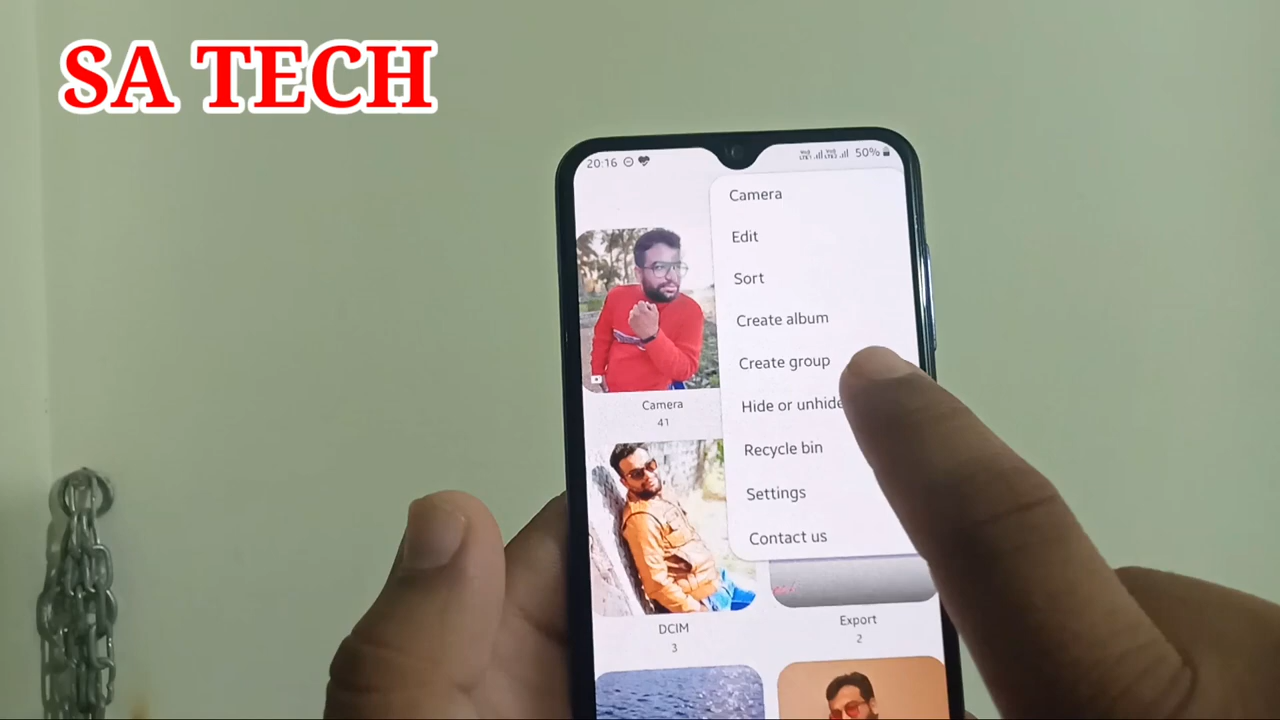 SA TECH
20:16
50%
Camera
Edit
Sort
Create album
Create group
Hide or unhide
Recycle bin
Settings
Contact us
Camera
41
DCIM
3
Export
2